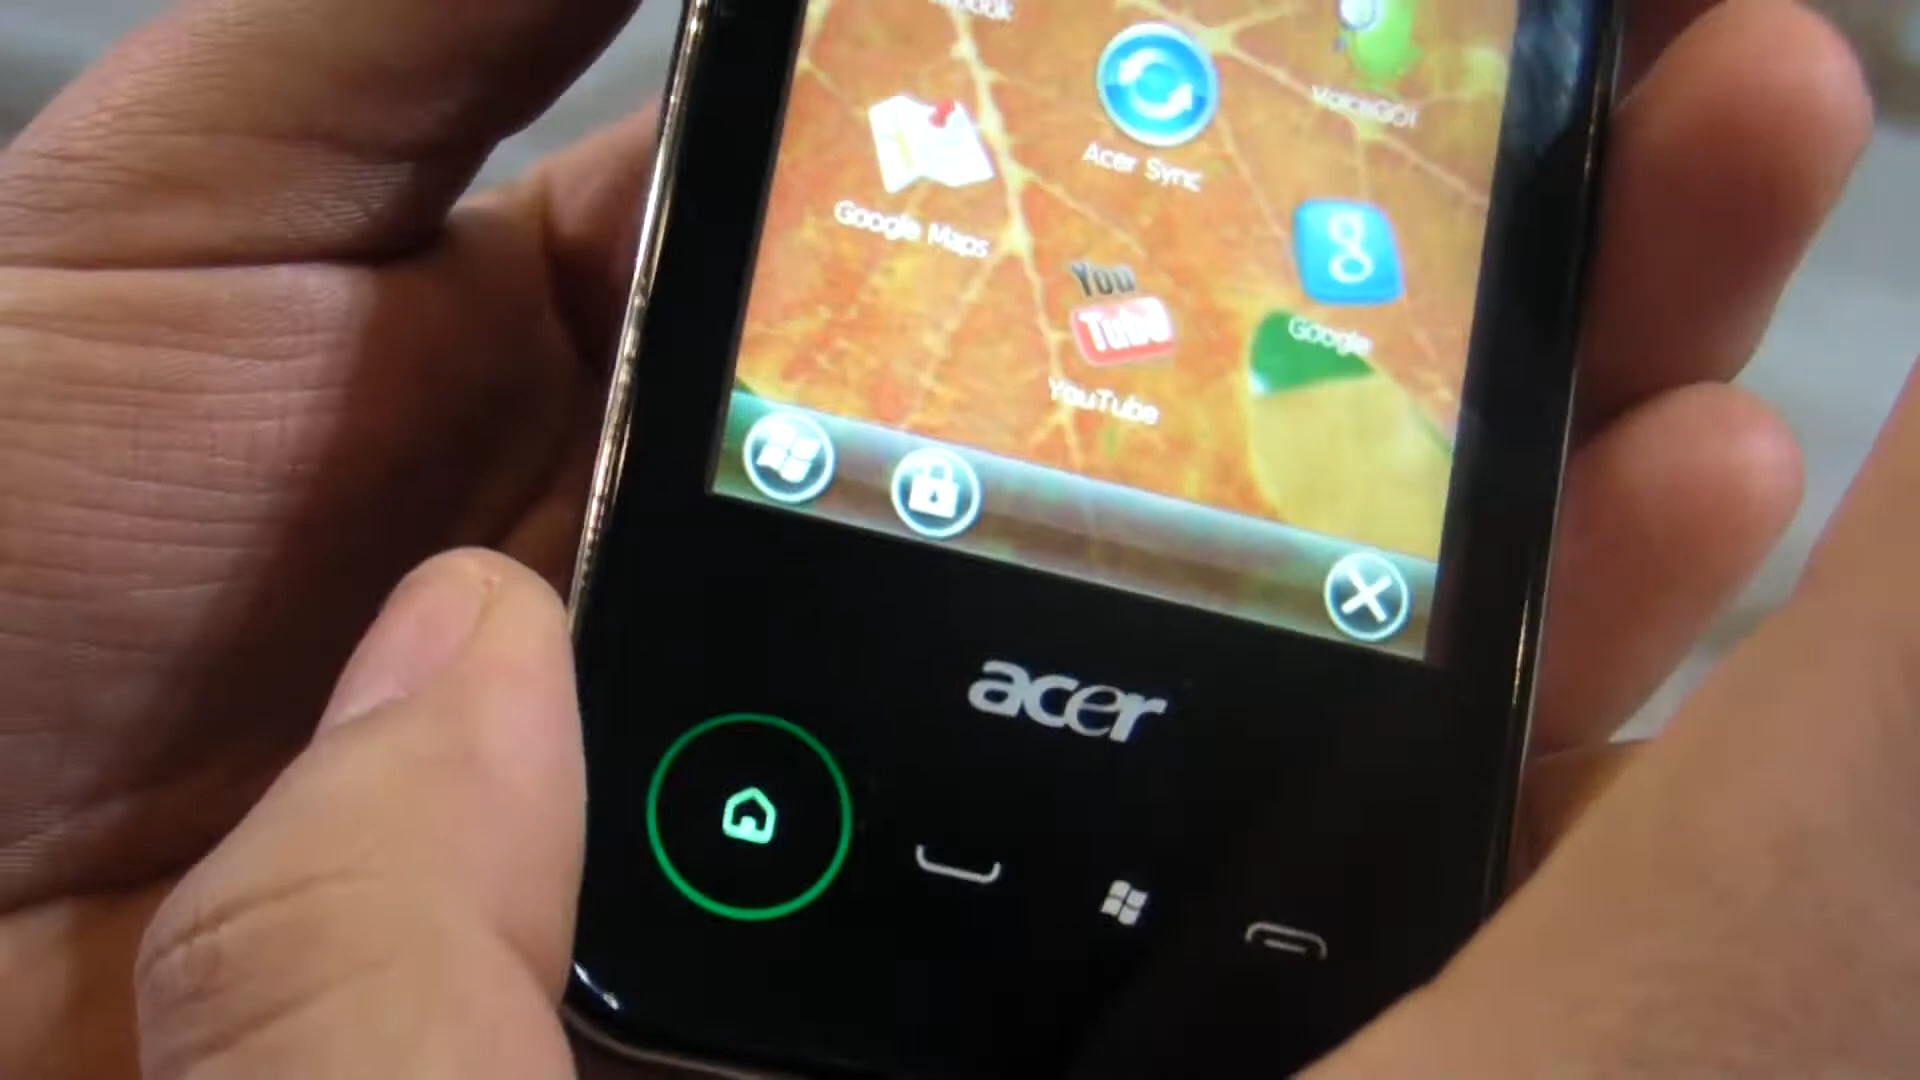 VoiceGO!
Acer Sync
Google Maps
g
Google
You
Tube
YouTube
acer